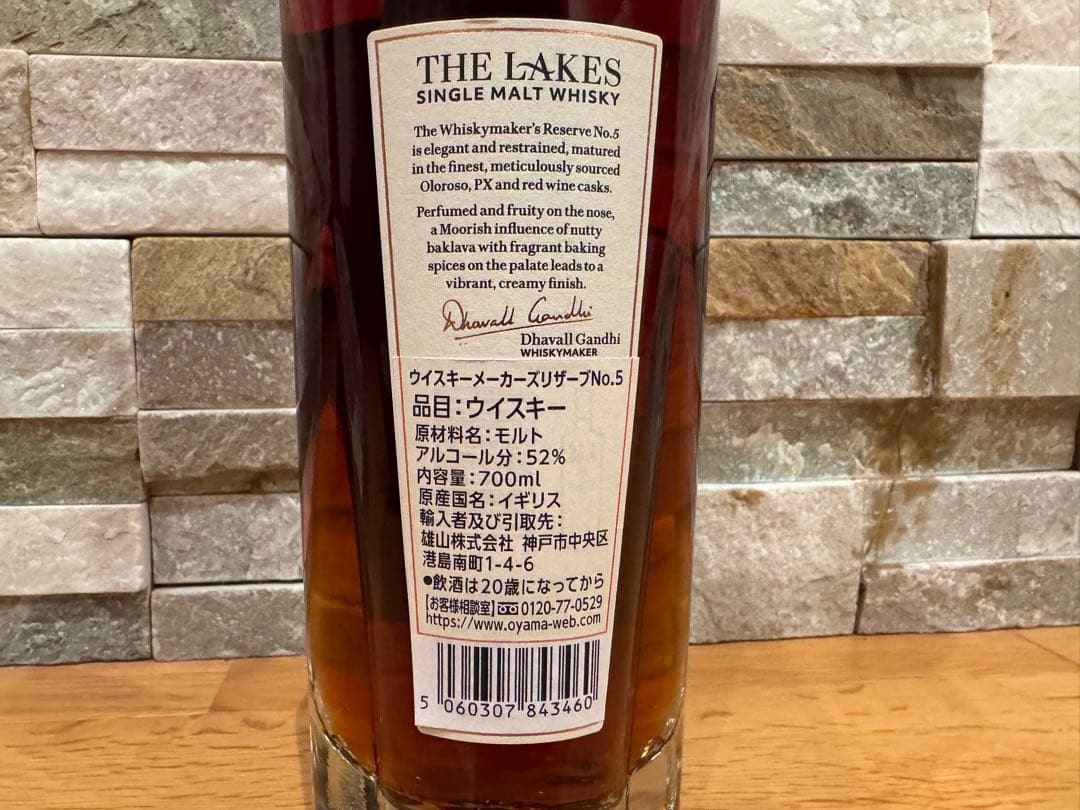 THE LAKES
SINGLE MALT WHISKY
The Whiskymaker's Reserve No.5
is elegant and restrained, matured
in the finest, meticulously sourced
Oloroso, PX and red wine casks.
Perfumed and fruity on the nose,
a Moorish influence of nutty
baklava with fragrant baking
spices on the palate leads to a
vibrant, creamy finish.
Dhavall Gandhi
Dhavall Gandhi
WHISKYMAKER
ウイスキーメーカーズリザーブNo.5
品目：ウイスキー
原材料名：モルト
アルコール分：52%
内容量：700ml
原産国名：イギリス
輸入者及び引取先：
雄山株式会社 神戸市中央区
港島南町1-4-6
●飲酒は20歳になってから
【お客様相談室】0120-77-0529
https://www.oyama-web.com
5 060307 843460